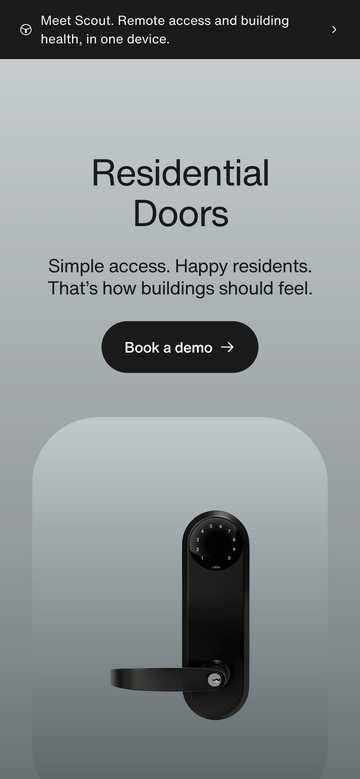 Meet Scout. Remote access and building
health, in one device.
Residential
Doors
Simple access. Happy residents.
That's how buildings should feel.
Book a demo